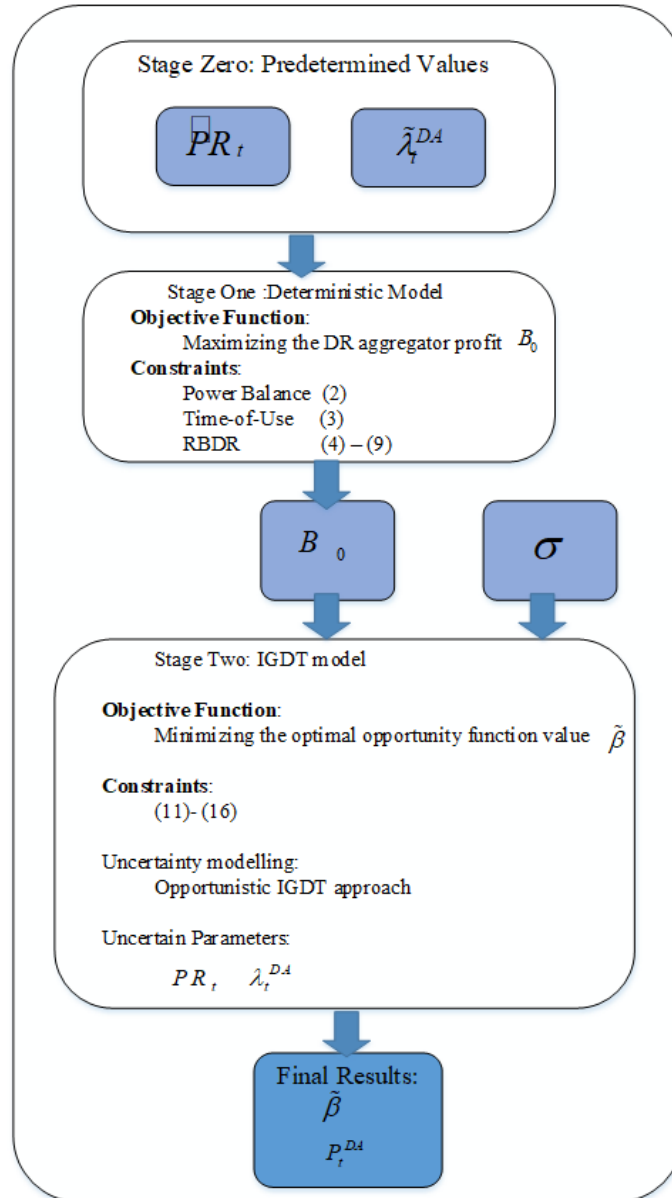 Stage Zero: Predetermined Values
P̃R_t
λ̃_t^DA
Stage One :Deterministic Model
Objective Function:
Maximizing the DR aggregator profit B_0
Constraints:
Power Balance (2)
Time-of-Use (3)
RBDR (4) – (9)
B_0
σ
Stage Two: IGDT model
Objective Function:
Minimizing the optimal opportunity function value β̃
Constraints:
(11)- (16)
Uncertainty modelling:
Opportunistic IGDT approach
Uncertain Parameters:
PR_t λ_t^DA
Final Results:
β̃
P_t^DA